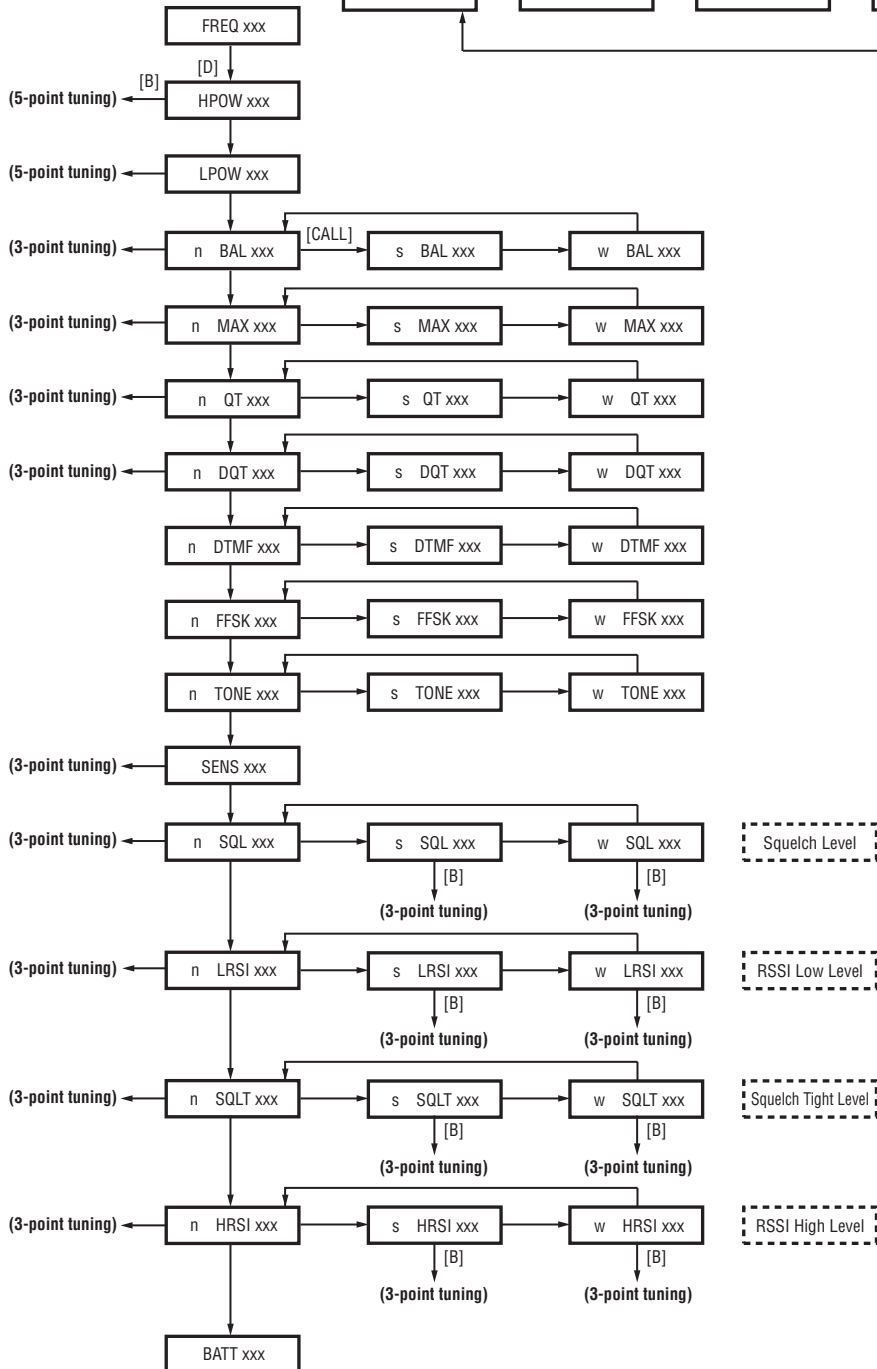 FREQ xxx
[D]
[B]
(5-point tuning) HPOW xxx
(5-point tuning) LPOW xxx
[CALL]
(3-point tuning) n BAL xxx s BAL xxx w BAL xxx
(3-point tuning) n MAX xxx s MAX xxx w MAX xxx
(3-point tuning) n QT xxx s QT xxx w QT xxx
(3-point tuning) n DQT xxx s DQT xxx w DQT xxx
n DTMF xxx s DTMF xxx w DTMF xxx
n FFSK xxx s FFSK xxx w FFSK xxx
n TONE xxx s TONE xxx w TONE xxx
(3-point tuning) SENS xxx
(3-point tuning) n SQL xxx s SQL xxx w SQL xxx Squelch Level
[B] [B]
(3-point tuning) (3-point tuning)
(3-point tuning) n LRSI xxx s LRSI xxx w LRSI xxx RSSI Low Level
[B] [B]
(3-point tuning) (3-point tuning)
(3-point tuning) n SQLT xxx s SQLT xxx w SQLT xxx Squelch Tight Level
[B] [B]
(3-point tuning) (3-point tuning)
(3-point tuning) n HRSI xxx s HRSI xxx w HRSI xxx RSSI High Level
[B] [B]
(3-point tuning) (3-point tuning)
BATT xxx